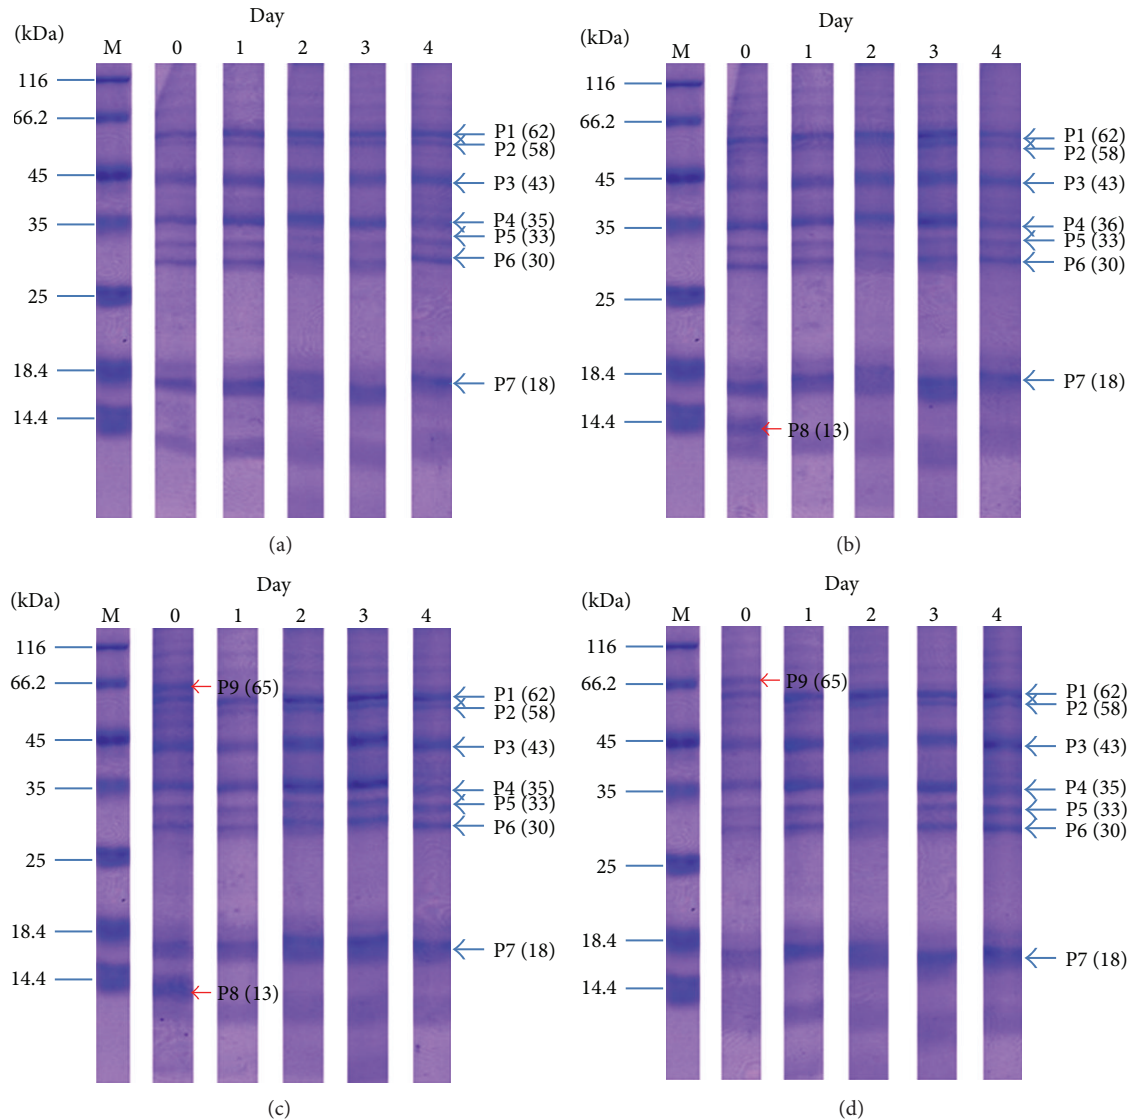 Day
(kDa)
M 0 1 2 3 4
116
66.2
P1 (62)
P2 (58)
45
P3 (43)
35
P4 (35)
P5 (33)
P6 (30)
25
18.4
P7 (18)
14.4
(a)
Day
(kDa)
M 0 1 2 3 4
116
66.2
P1 (62)
P2 (58)
45
P3 (43)
35
P4 (36)
P5 (33)
P6 (30)
25
18.4
P7 (18)
14.4
P8 (13)
(b)
Day
(kDa)
M 0 1 2 3 4
116
66.2
P9 (65)
P1 (62)
P2 (58)
45
P3 (43)
35
P4 (35)
P5 (33)
P6 (30)
25
18.4
P7 (18)
14.4
P8 (13)
(c)
Day
(kDa)
M 0 1 2 3 4
116
66.2
P9 (65)
P1 (62)
P2 (58)
45
P3 (43)
35
P4 (35)
P5 (33)
P6 (30)
25
18.4
P7 (18)
14.4
(d)